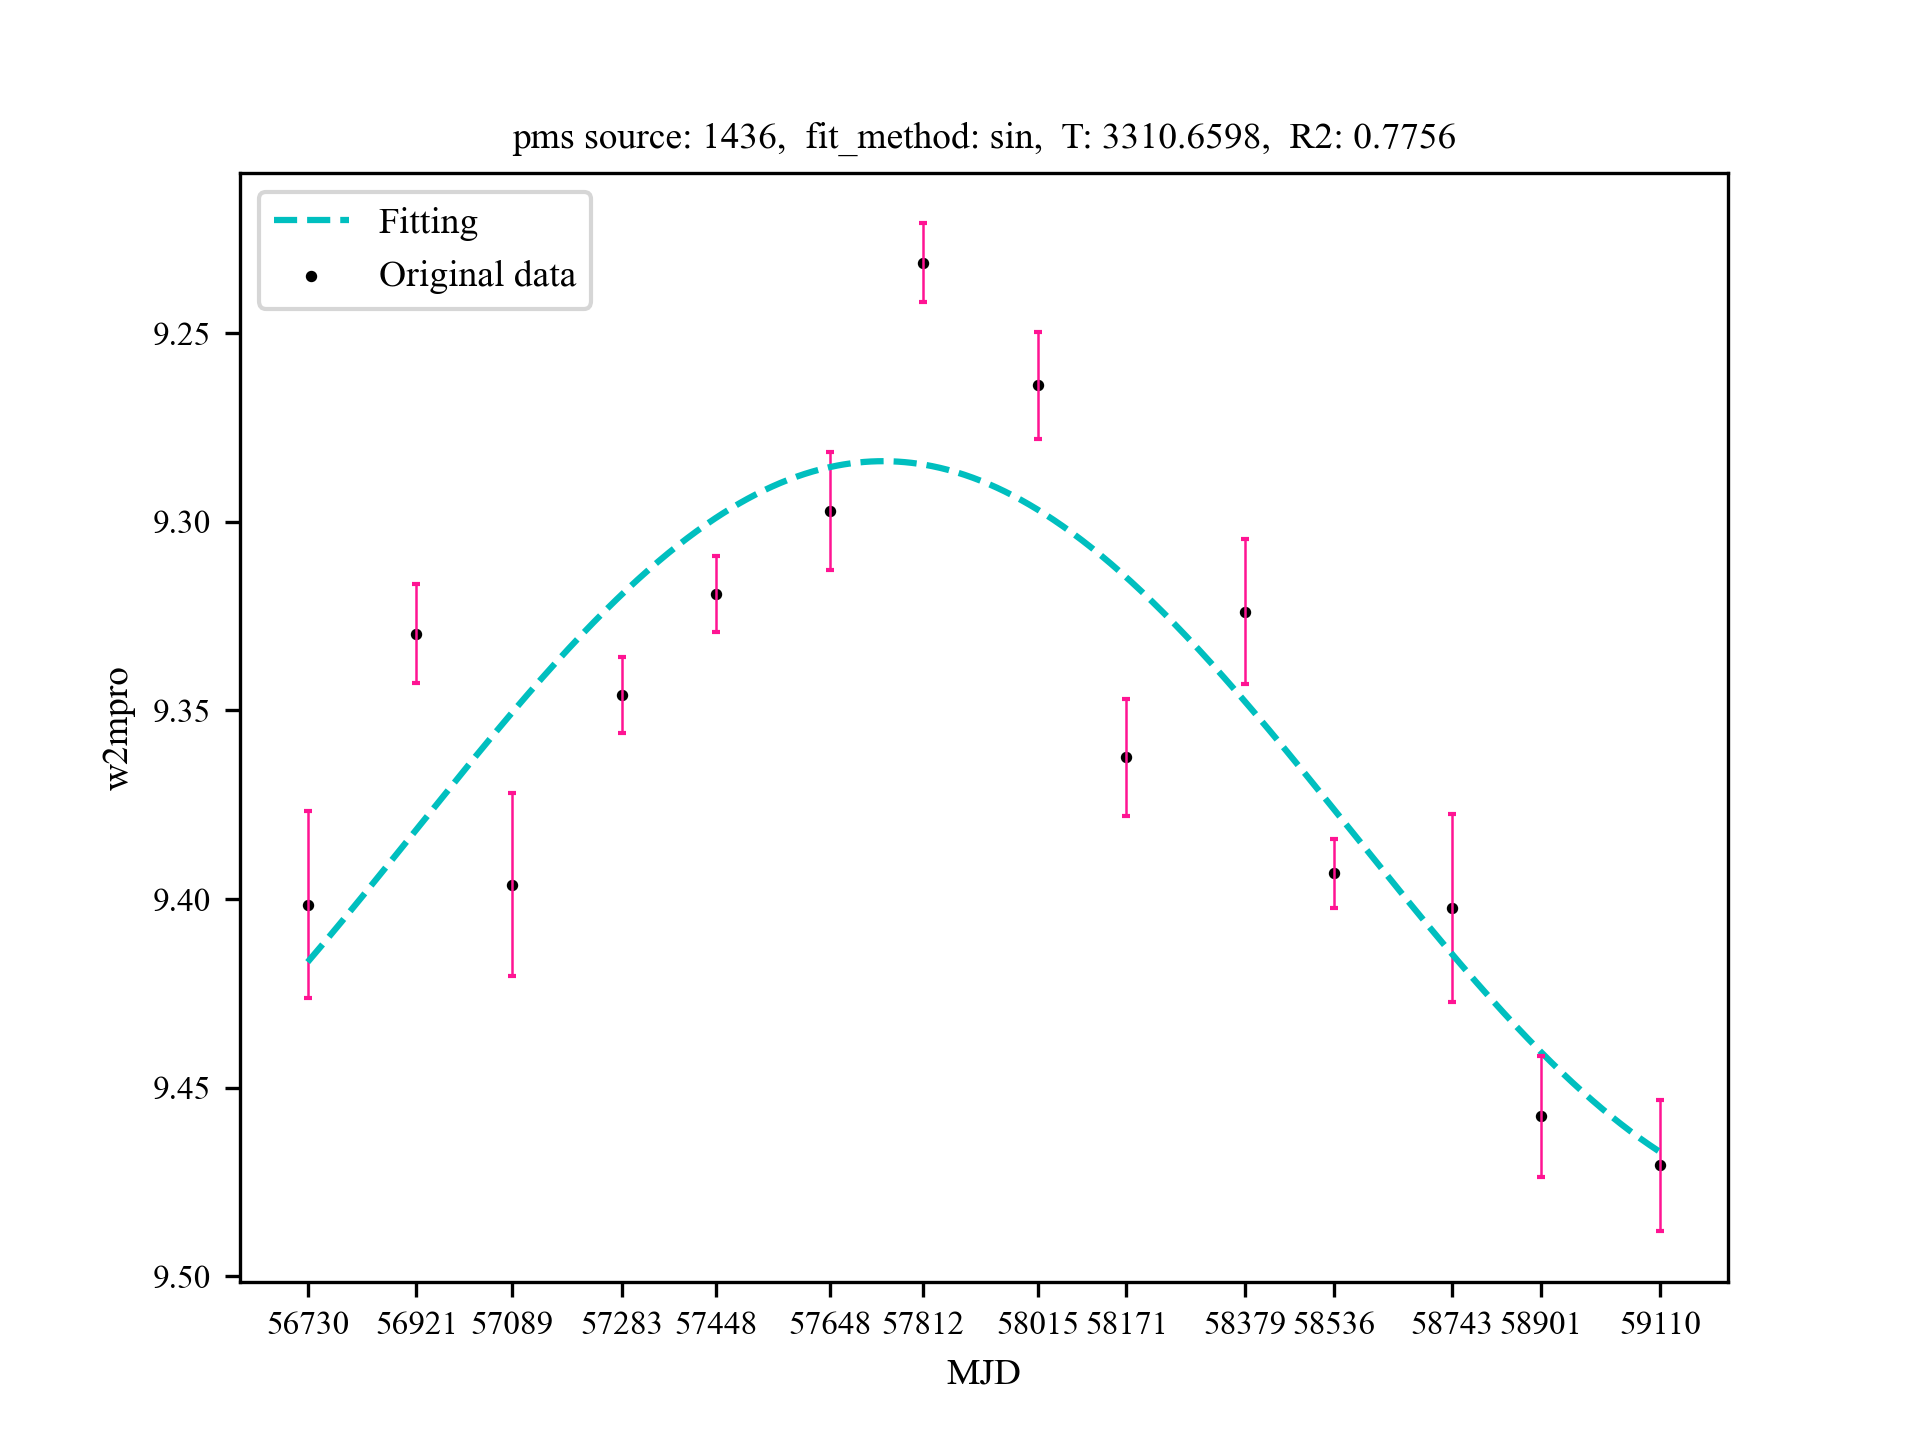 pms source: 1436,  fit_method: sin,  T: 3310.6598,  R2: 0.7756
Fitting
Original data
9.25
9.30
9.35
9.40
9.45
9.50
w2mpro
56730 56921 57089 57283 57448 57648 57812 58015 58171 58379 58536 58743 58901 59110
MJD